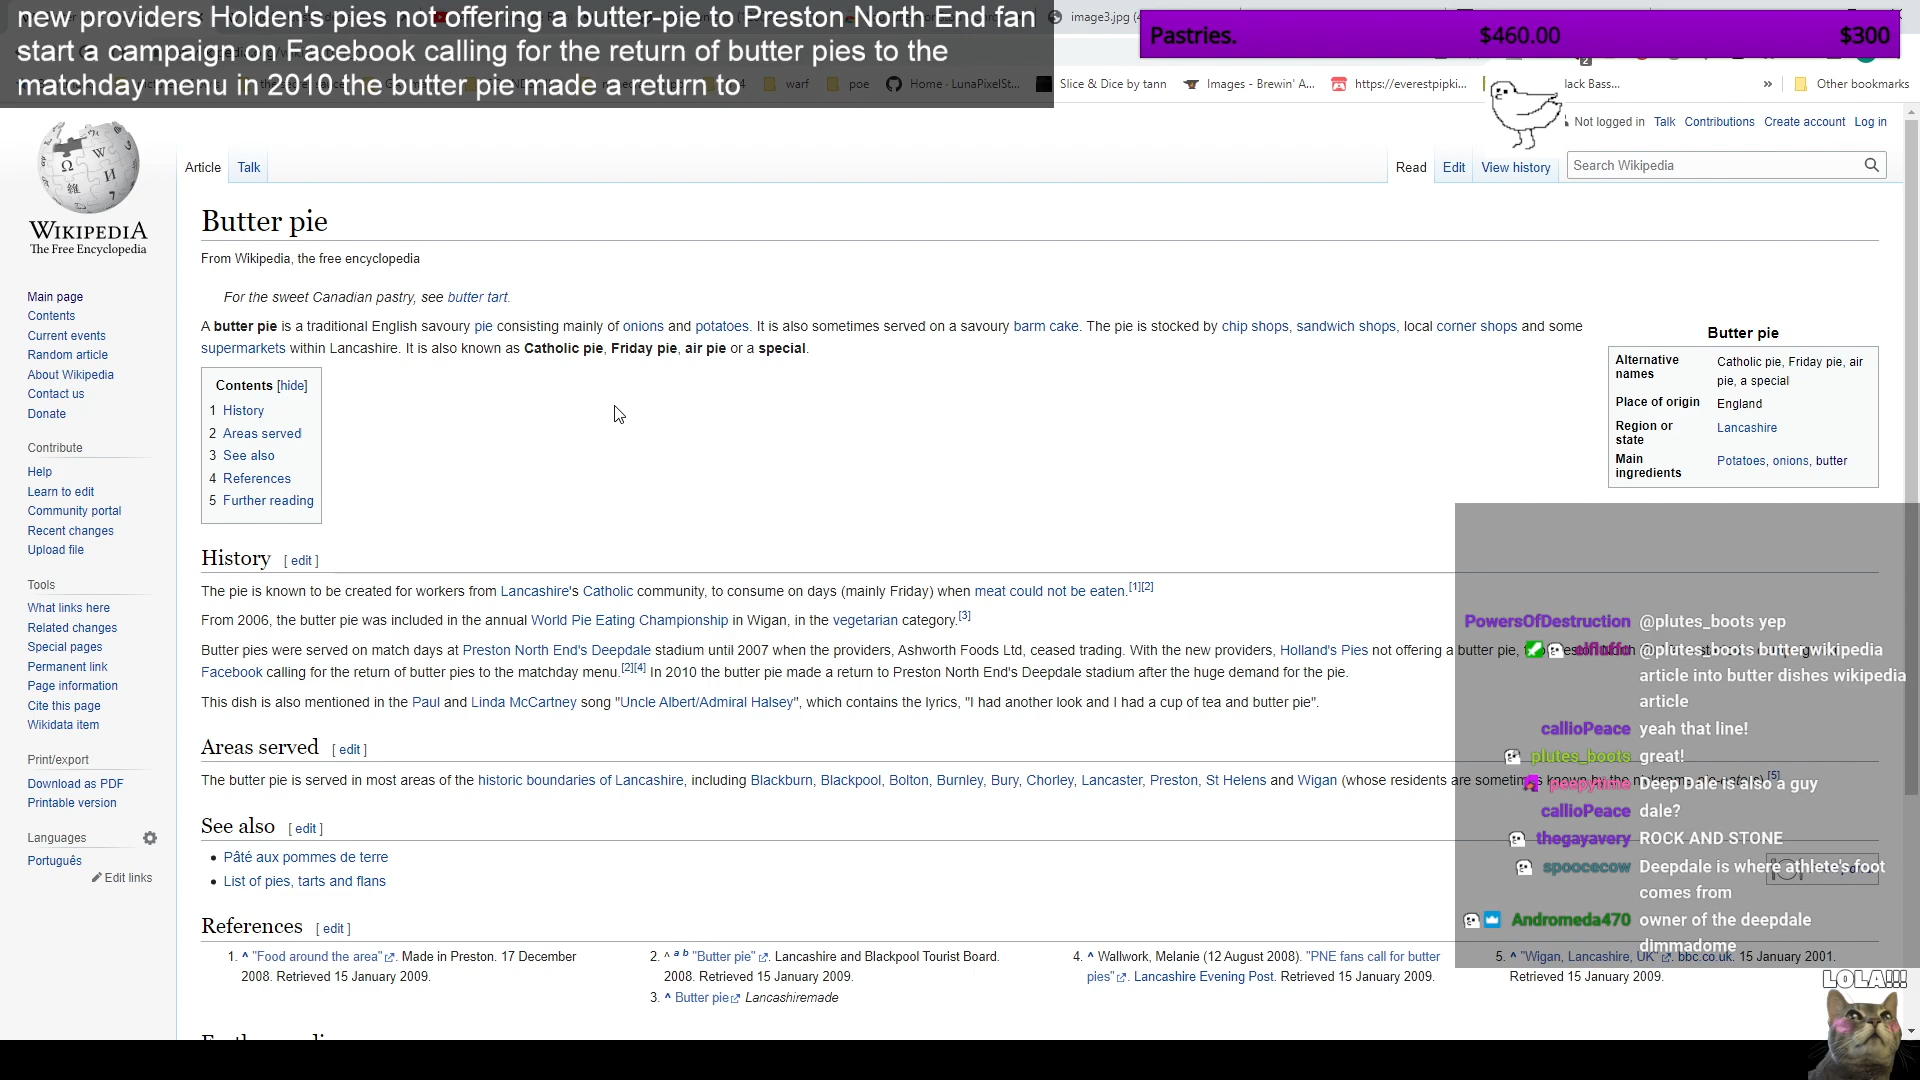 new providers Holden's pies not offering a butter-pie to Preston-North End fan
start a campaign on Facebook calling for the return of butter pies to the
matchday menu in 2010 the butter pie made a return to
image3.jpg
Pastries. $460.00 $300
warf poe Home · LunaPixelSt... Slice & Dice by tann Images - Brewin' A... https://everestpipki... lack Bass... » Other bookmarks
Not logged in Talk Contributions Create account Log in
Article Talk Read Edit View history Search Wikipedia
WIKIPEDIA
The Free Encyclopedia
Main page
Contents
Current events
Random article
About Wikipedia
Contact us
Donate
Contribute
Help
Learn to edit
Community portal
Recent changes
Upload file
Tools
What links here
Related changes
Special pages
Permanent link
Page information
Cite this page
Wikidata item
Print/export
Download as PDF
Printable version
Languages
Português
Edit links
Butter pie
From Wikipedia, the free encyclopedia
For the sweet Canadian pastry, see butter tart.
A butter pie is a traditional English savoury pie consisting mainly of onions and potatoes. It is also sometimes served on a savoury barm cake. The pie is stocked by chip shops, sandwich shops, local corner shops and some
supermarkets within Lancashire. It is also known as Catholic pie, Friday pie, air pie or a special.
Butter pie
Alternative names Catholic pie, Friday pie, air pie, a special
Place of origin England
Region or state Lancashire
Main ingredients Potatoes, onions, butter
Contents [hide]
1 History
2 Areas served
3 See also
4 References
5 Further reading
History [ edit ]
The pie is known to be created for workers from Lancashire's Catholic community, to consume on days (mainly Friday) when meat could not be eaten.[1][2]
From 2006, the butter pie was included in the annual World Pie Eating Championship in Wigan, in the vegetarian category.[3]
Butter pies were served on match days at Preston North End's Deepdale stadium until 2007 when the providers, Ashworth Foods Ltd, ceased trading. With the new providers, Holland's Pies not offering a butter pie,
Facebook calling for the return of butter pies to the matchday menu.[2][4] In 2010 the butter pie made a return to Preston North End's Deepdale stadium after the huge demand for the pie.
This dish is also mentioned in the Paul and Linda McCartney song "Uncle Albert/Admiral Halsey", which contains the lyrics, "I had another look and I had a cup of tea and butter pie".
Areas served [ edit ]
The butter pie is served in most areas of the historic boundaries of Lancashire, including Blackburn, Blackpool, Bolton, Burnley, Bury, Chorley, Lancaster, Preston, St Helens and Wigan (whose residents are sometimes known by the nickname [5]
See also [ edit ]
• Pâté aux pommes de terre
• List of pies, tarts and flans
References [ edit ]
1. ^ "Food around the area". Made in Preston. 17 December
2008. Retrieved 15 January 2009.
2. ^ a b "Butter pie". Lancashire and Blackpool Tourist Board.
2008. Retrieved 15 January 2009.
3. ^ Butter pie Lancashiremade
4. ^ Wallwork, Melanie (12 August 2008). "PNE fans call for butter
pies". Lancashire Evening Post. Retrieved 15 January 2009.
5. ^ "Wigan, Lancashire, UK". bbc.co.uk. 15 January 2001.
Retrieved 15 January 2009.
PowersOfDestruction @plutes_boots yep
@plutes_boots butter wikipedia
article into butter dishes wikipedia
article
callioPeace yeah that line!
plutes_boots great!
peepytime Deep Dale is also a guy
callioPeace dale?
thegayavery ROCK AND STONE
spoocecow Deepdale is where athlete's foot
comes from
Andromeda470 owner of the deepdale
dimmadome
LOLA!!!